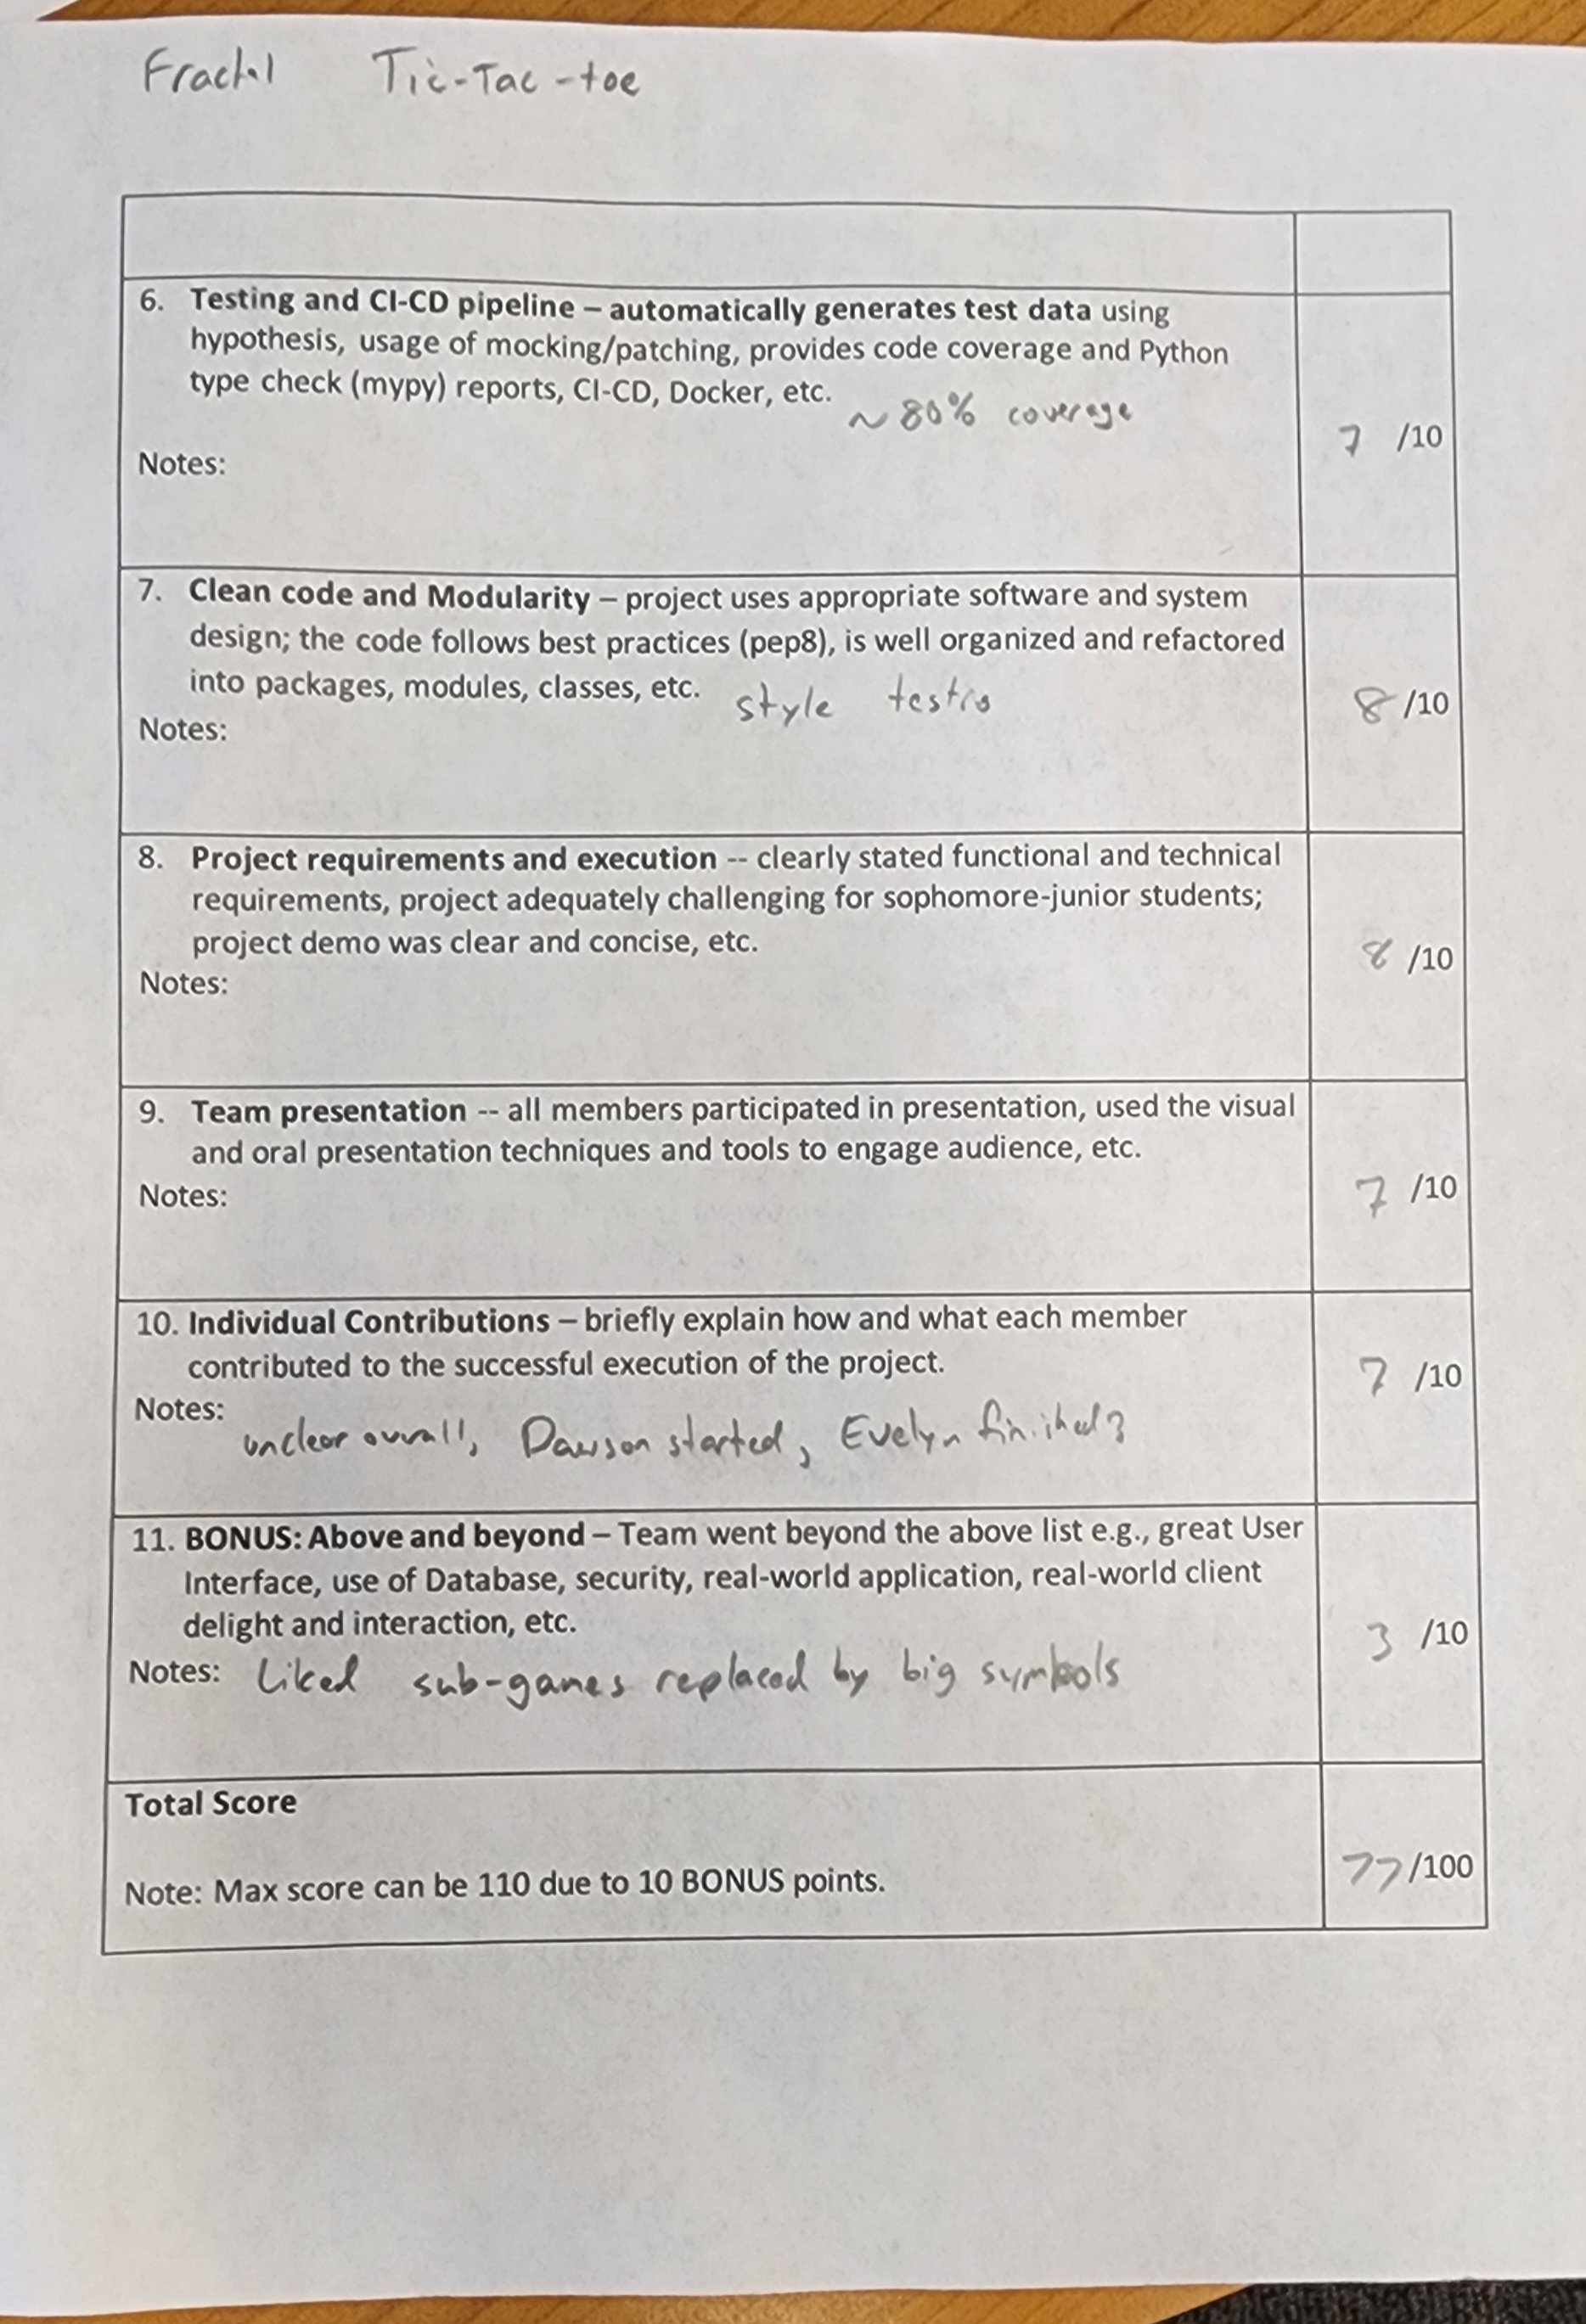 Fractal Tic-Tac-toe
6. Testing and CI-CD pipeline – automatically generates test data using
hypothesis, usage of mocking/patching, provides code coverage and Python
type check (mypy) reports, CI-CD, Docker, etc.
~ 80% coverage
7 /10
Notes:
7. Clean code and Modularity – project uses appropriate software and system
design; the code follows best practices (pep8), is well organized and refactored
into packages, modules, classes, etc. style
8 /10
Notes:
8. Project requirements and execution -- clearly stated functional and technical
requirements, project adequately challenging for sophomore-junior students;
project demo was clear and concise, etc.
8 /10
Notes:
9. Team presentation -- all members participated in presentation, used the visual
and oral presentation techniques and tools to engage audience, etc.
7 /10
Notes:
10. Individual Contributions – briefly explain how and what each member
contributed to the successful execution of the project.
7 /10
Notes:
unclear overall, Dawson started, Evelyn finished?
11. BONUS: Above and beyond – Team went beyond the above list e.g., great User
Interface, use of Database, security, real-world application, real-world client
delight and interaction, etc.
3 /10
Notes: Liked sub-games replaced by big symbols
Total Score
77/100
Note: Max score can be 110 due to 10 BONUS points.